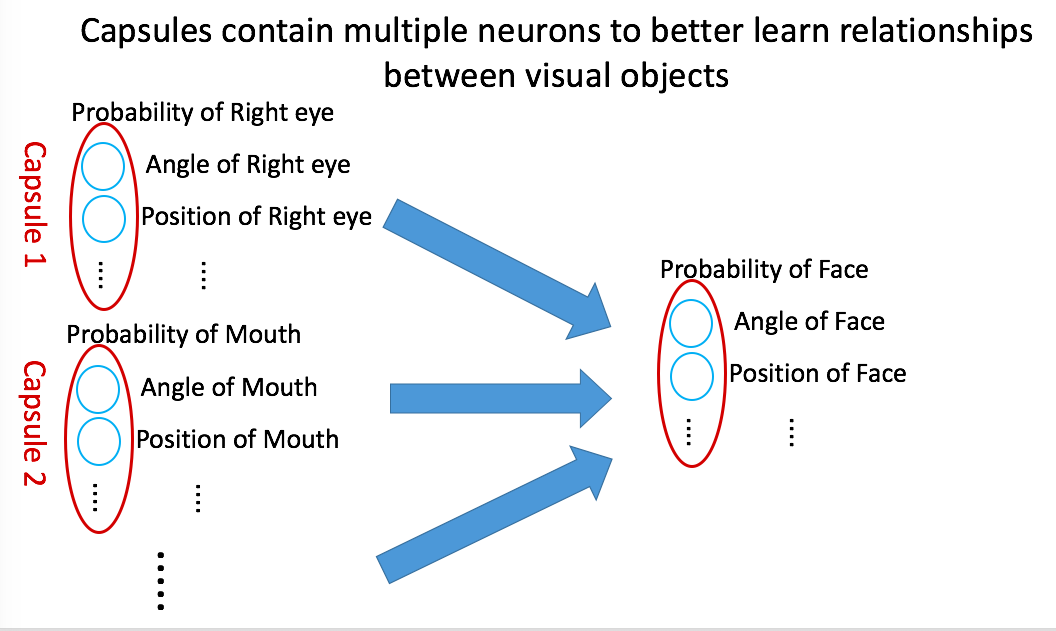 Capsules contain multiple neurons to better learn relationships
between visual objects
Capsule 1
Probability of Right eye
Angle of Right eye
Position of Right eye
Capsule 2
Probability of Mouth
Angle of Mouth
Position of Mouth
Probability of Face
Angle of Face
Position of Face